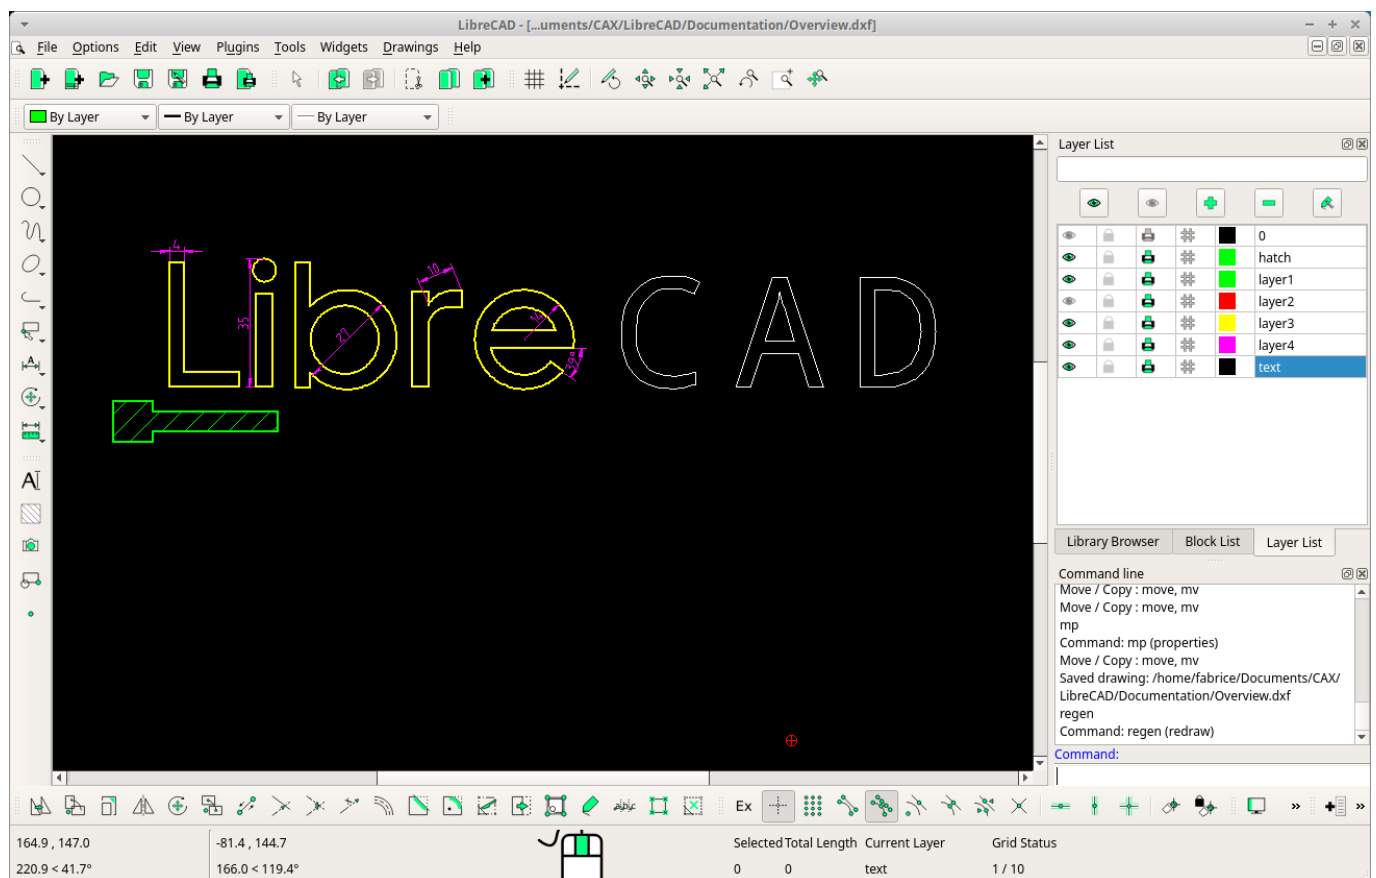 LibreCAD - [...uments/CAX/LibreCAD/Documentation/Overview.dxf]
File Options Edit View Plugins Tools Widgets Drawings Help
By Layer By Layer By Layer
Layer List
0
hatch
layer1
layer2
layer3
layer4
text
4
35
27
10
14
39°
Libre CAD
Library Browser Block List Layer List
Command line
Move / Copy : move, mv
Move / Copy : move, mv
mp
Command: mp (properties)
Move / Copy : move, mv
Saved drawing: /home/fabrice/Documents/CAX/
LibreCAD/Documentation/Overview.dxf
regen
Command: regen (redraw)
Command:
Ex
164.9 , 147.0 -81.4 , 144.7 Selected Total Length Current Layer Grid Status
220.9 < 41.7° 166.0 < 119.4° 0 0 text 1 / 10